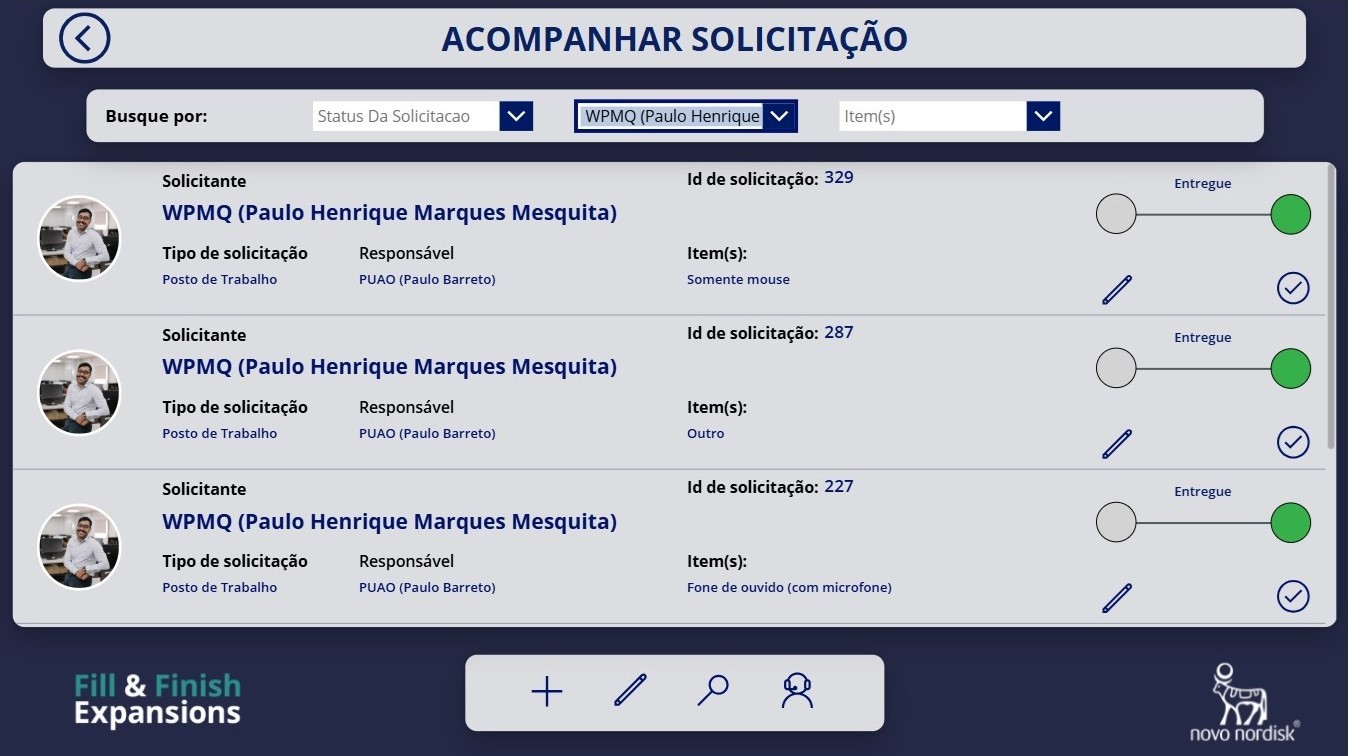 ACOMPANHAR SOLICITAÇÃO
Busque por: Status Da Solicitacao WPMQ (Paulo Henrique Item(s)
Solicitante Id de solicitação: 329 Entregue
WPMQ (Paulo Henrique Marques Mesquita)
Tipo de solicitação Responsável Item(s):
Posto de Trabalho PUAO (Paulo Barreto) Somente mouse
Solicitante Id de solicitação: 287 Entregue
WPMQ (Paulo Henrique Marques Mesquita)
Tipo de solicitação Responsável Item(s):
Posto de Trabalho PUAO (Paulo Barreto) Outro
Solicitante Id de solicitação: 227 Entregue
WPMQ (Paulo Henrique Marques Mesquita)
Tipo de solicitação Responsável Item(s):
Posto de Trabalho PUAO (Paulo Barreto) Fone de ouvido (com microfone)
Fill & Finish
Expansions
novo nordisk®